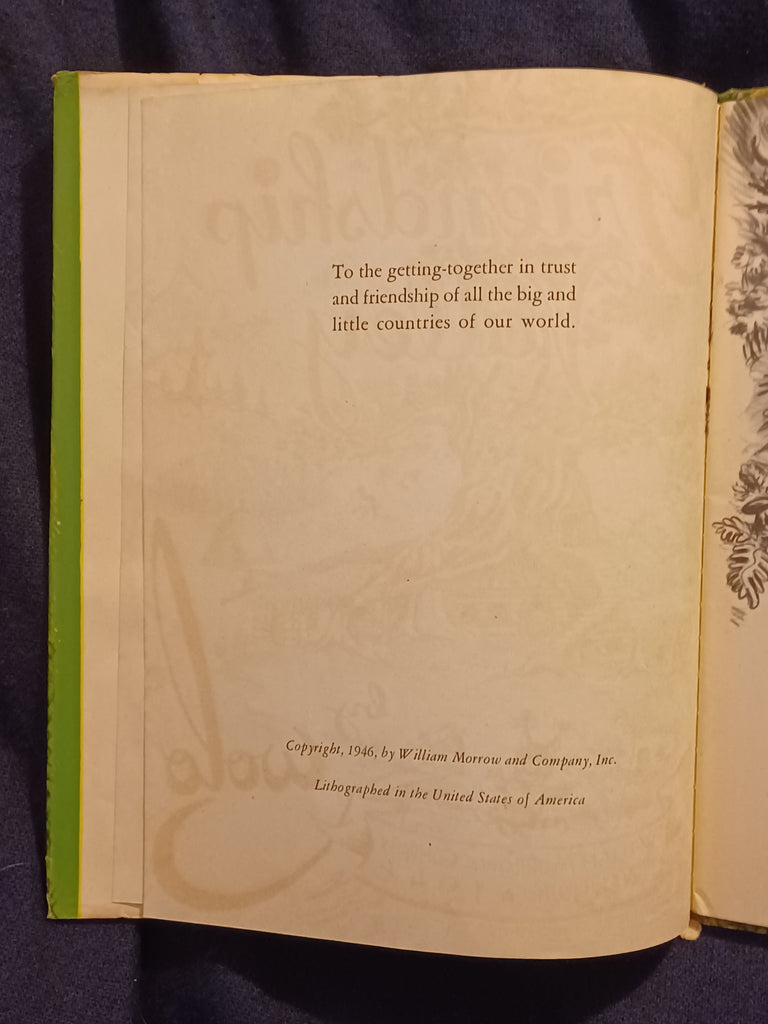 To the getting-together in trust
and friendship of all the big and
little countries of our world.
Copyright, 1946, by William Morrow and Company, Inc.
Lithographed in the United States of America